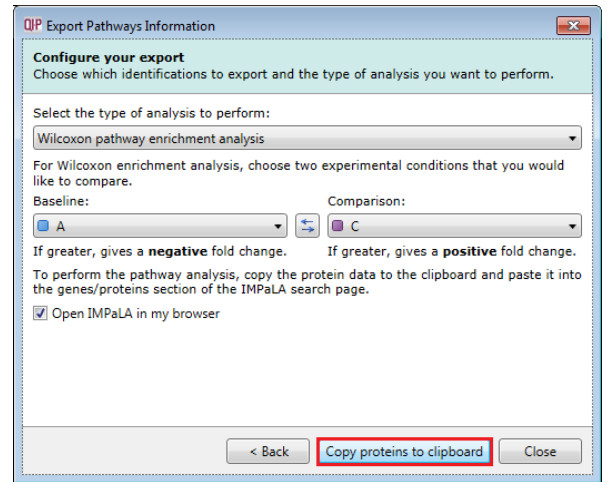 QIP Export Pathways Information
Configure your export
Choose which identifications to export and the type of analysis you want to perform.
Select the type of analysis to perform:
Wilcoxon pathway enrichment analysis
For Wilcoxon enrichment analysis, choose two experimental conditions that you would
like to compare.
Baseline: Comparison:
A C
If greater, gives a negative fold change. If greater, gives a positive fold change.
To perform the pathway analysis, copy the protein data to the clipboard and paste it into
the genes/proteins section of the IMPaLA search page.
Open IMPaLA in my browser
< Back Copy proteins to clipboard Close